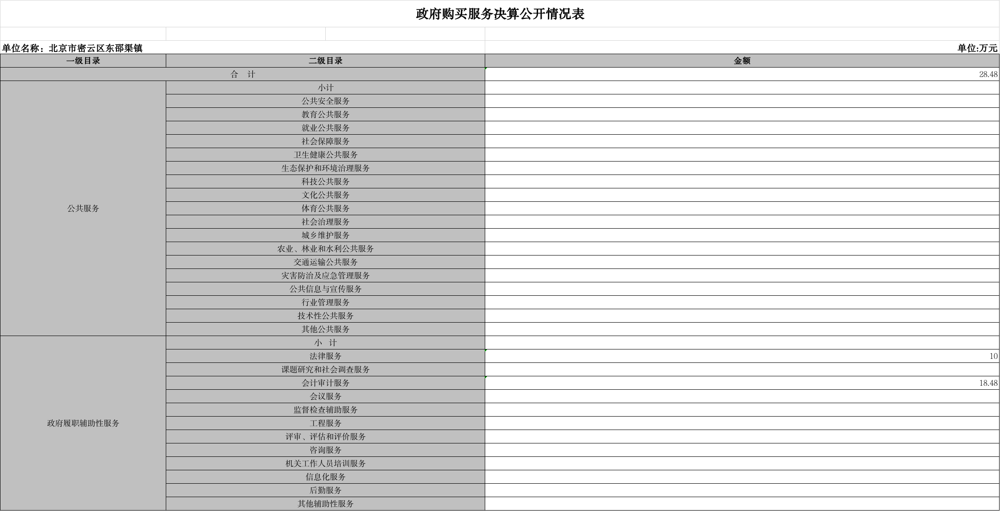 政府购买服务决算公开情况表
单位名称：北京市密云区东邵渠镇 单位:万元
一级目录 二级目录 金额
合 计 28.48
公共服务
小计
公共安全服务
教育公共服务
就业公共服务
社会保障服务
卫生健康公共服务
生态保护和环境治理服务
科技公共服务
文化公共服务
体育公共服务
社会治理服务
城乡维护服务
农业、林业和水利公共服务
交通运输公共服务
灾害防治及应急管理服务
公共信息与宣传服务
行业管理服务
技术性公共服务
其他公共服务
政府履职辅助性服务
小 计
法律服务 10
课题研究和社会调查服务
会计审计服务 18.48
会议服务
监督检查辅助服务
工程服务
评审、评估和评价服务
咨询服务
机关工作人员培训服务
信息化服务
后勤服务
其他辅助性服务